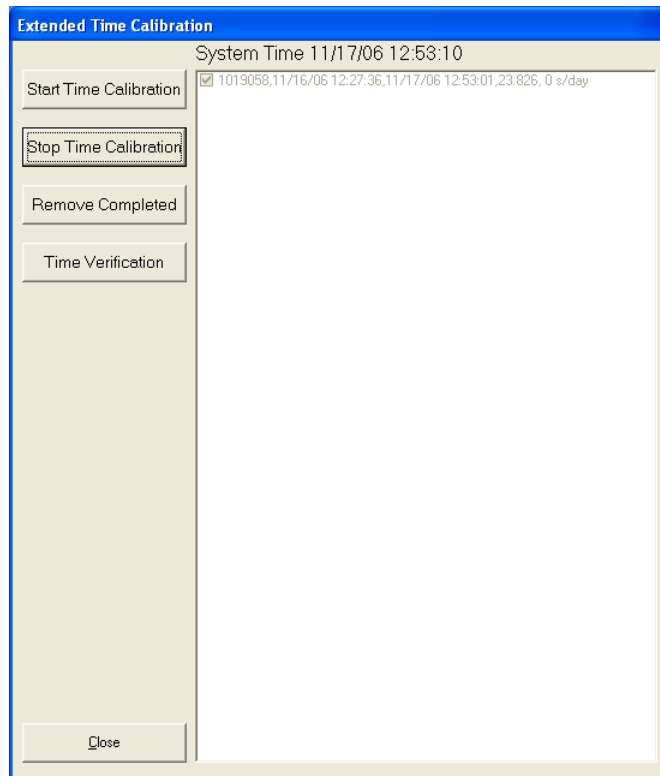 Extended Time Calibration
System Time 11/17/06 12:53:10
Start Time Calibration
1019058,11/16/06 12:27:36,11/17/06 12:53:01,23.826, 0 s/day
Stop Time Calibration
Remove Completed
Time Verification
Close